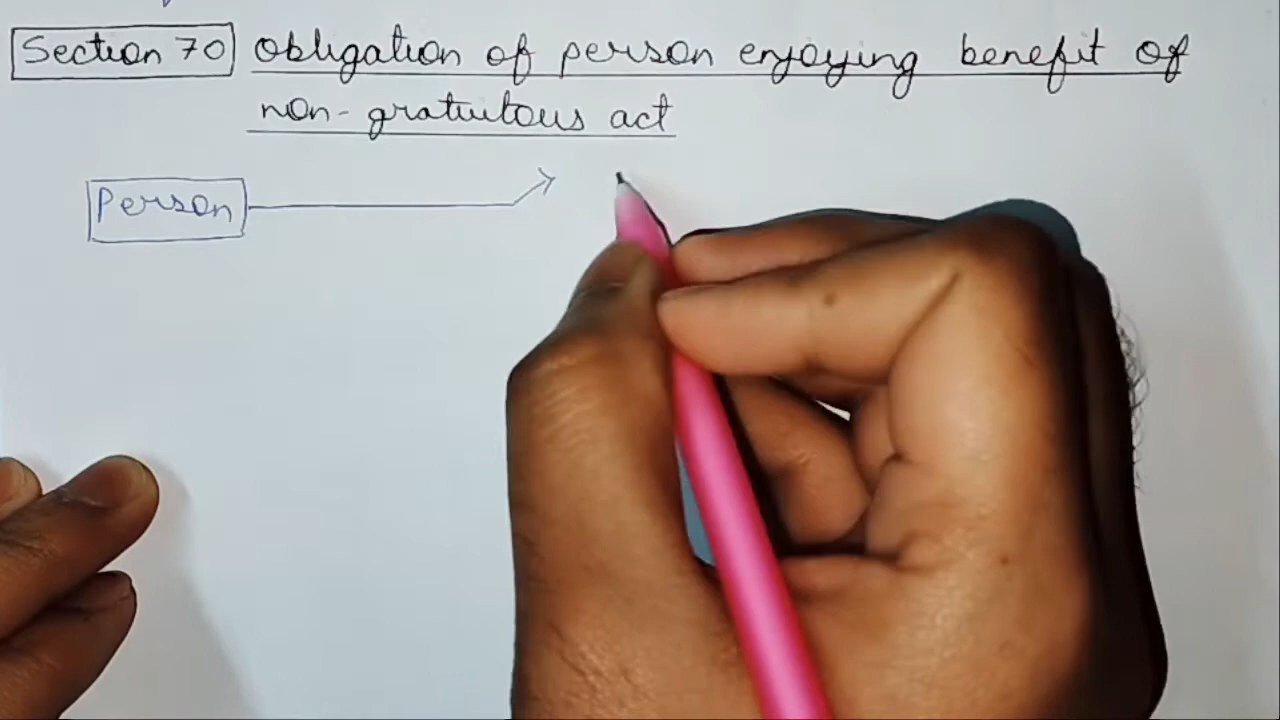 Section 70 Obligation of person enjoying benefit of
non-gratuitous act
Person